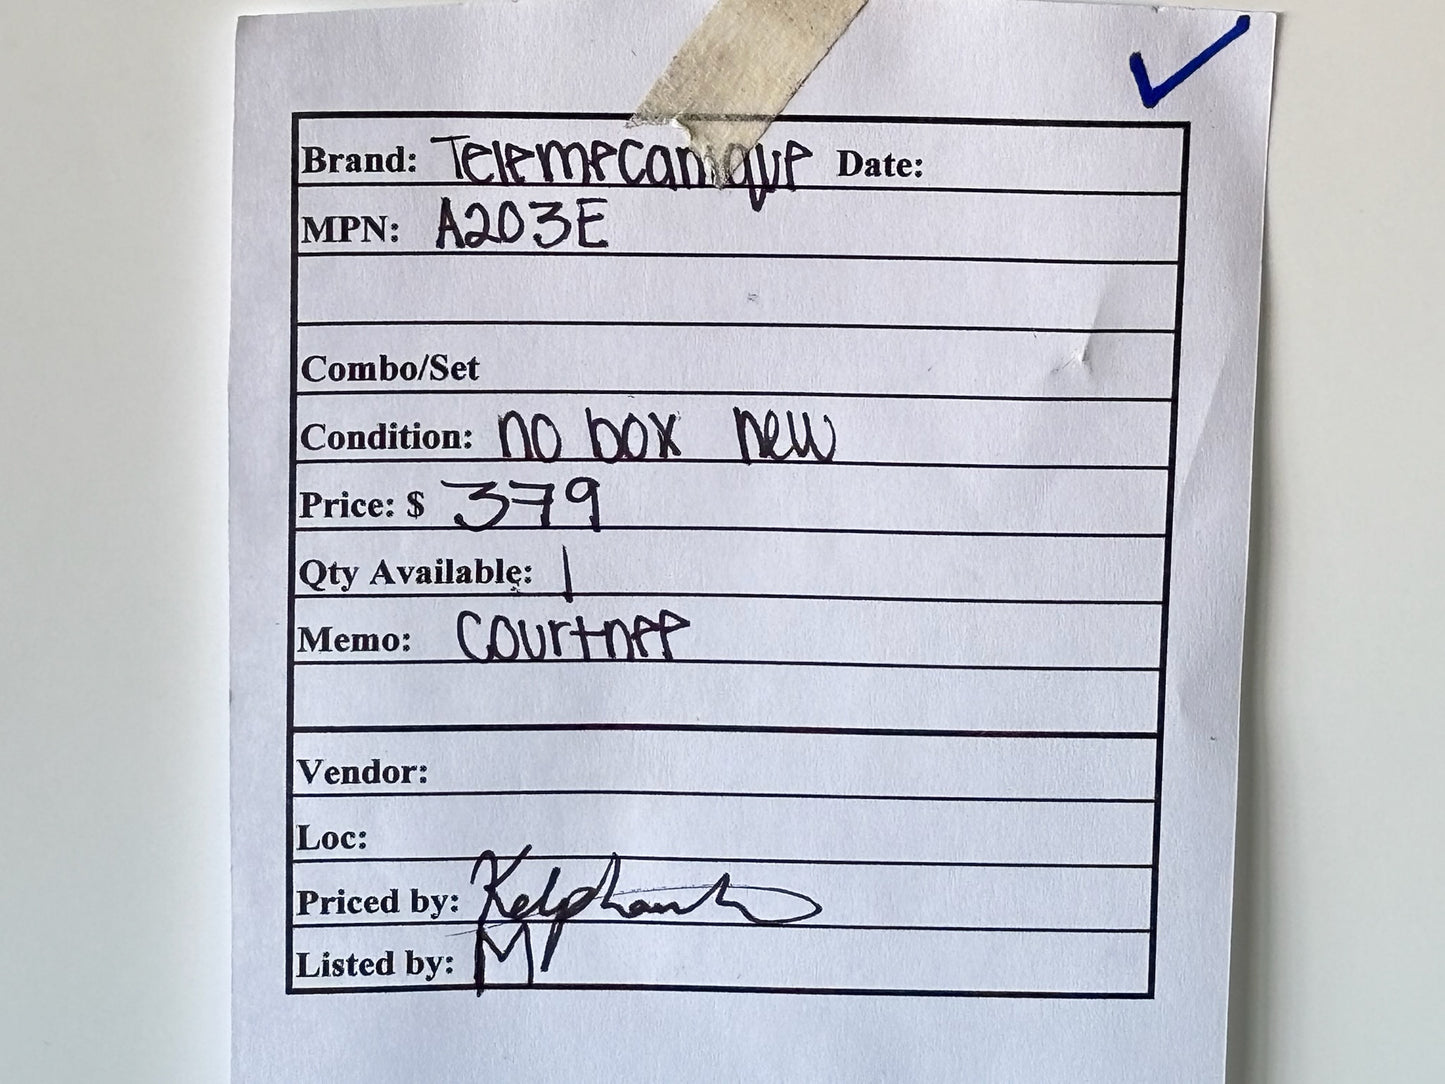 Brand: Telemecanique Date:
MPN: A203E
Combo/Set
Condition: no box new
Price: $ 379
Qty Available: 1
Memo: Courtnee
Vendor:
Loc:
Priced by:
Listed by: M